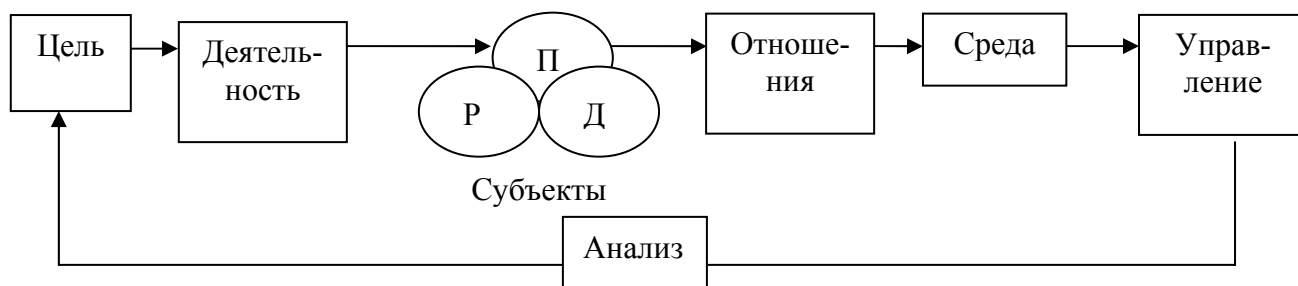 Цель
Деятель-
ность
П
Р
Д
Субъекты
Отноше-
ния
Среда
Управ-
ление
Анализ